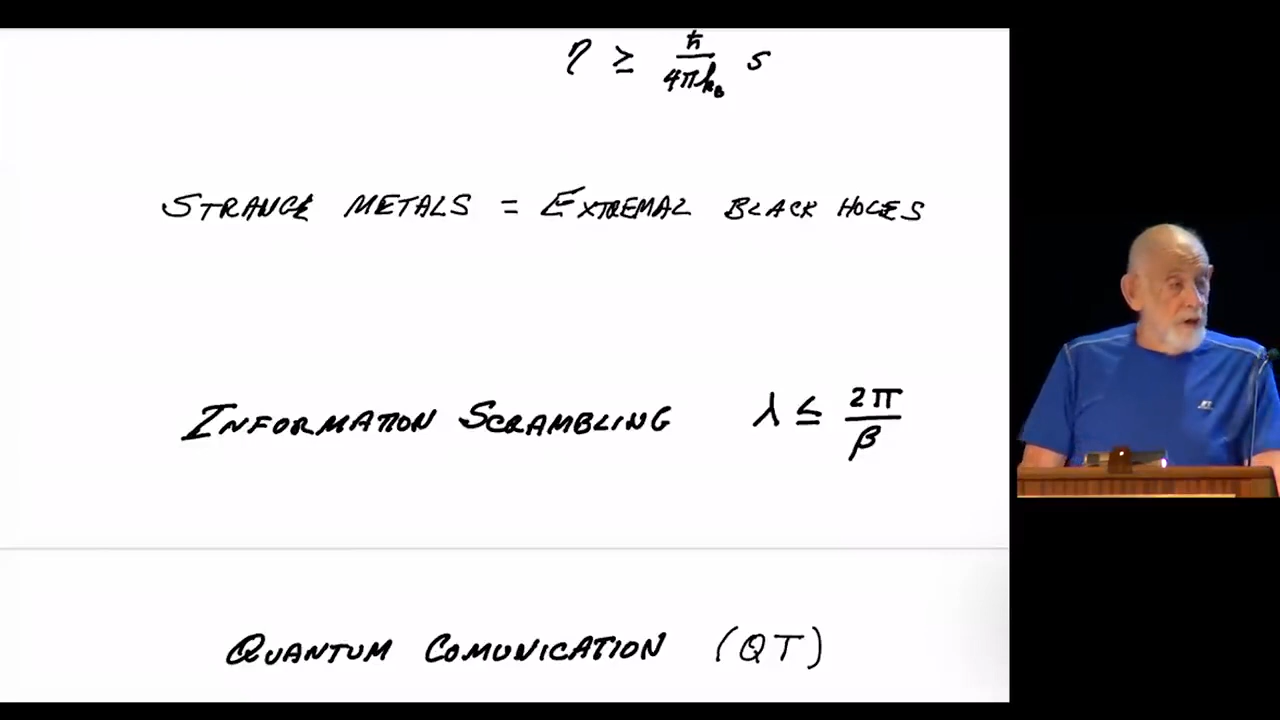 η ≥ ħ/4πk_B s
STRANGE METALS = EXTREMAL BLACK HOLES
INFORMATION SCRAMBLING λ ≤ 2π/β
QUANTUM COMUNICATION (QT)